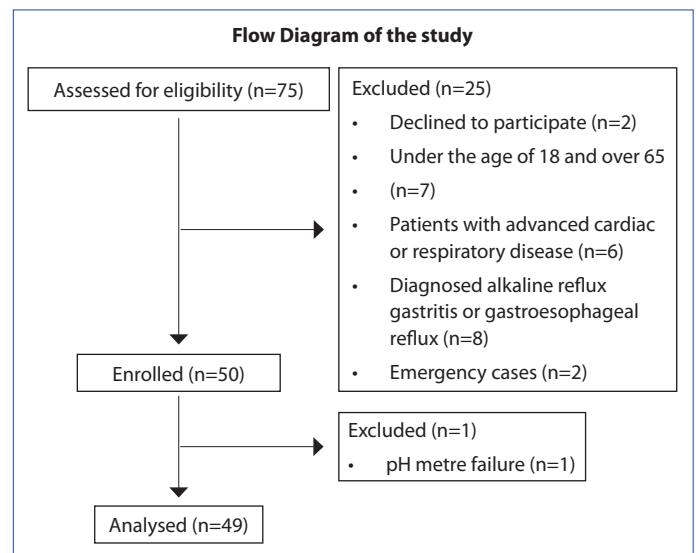 Flow Diagram of the study
Assessed for eligibility (n=75)
Excluded (n=25)
• Declined to participate (n=2)
• Under the age of 18 and over 65
• (n=7)
• Patients with advanced cardiac
or respiratory disease (n=6)
• Diagnosed alkaline reflux
gastritis or gastroesophageal
reflux (n=8)
• Emergency cases (n=2)
Enrolled (n=50)
Excluded (n=1)
• pH metre failure (n=1)
Analysed (n=49)